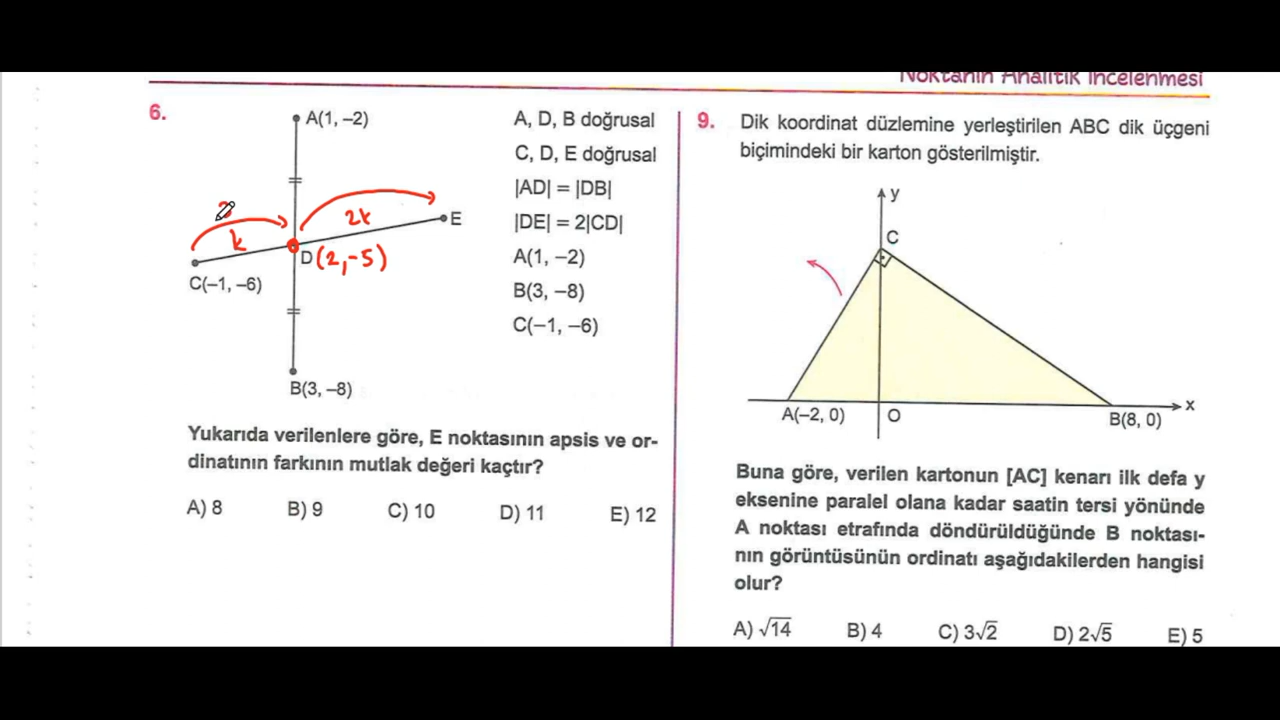 Noktanın Analitik İncelenmesi
6.
A(1, –2)
E
2k
k
D (2,-5)
C(–1, –6)
B(3, –8)
A, D, B doğrusal
C, D, E doğrusal
|AD| = |DB|
|DE| = 2|CD|
A(1, –2)
B(3, –8)
C(–1, –6)
Yukarıda verilenlere göre, E noktasının apsis ve or-
dinatının farkının mutlak değeri kaçtır?
A) 8 B) 9 C) 10 D) 11 E) 12
9. Dik koordinat düzlemine yerleştirilen ABC dik üçgeni
biçimindeki bir karton gösterilmiştir.
y
C
x
A(–2, 0) O B(8, 0)
Buna göre, verilen kartonun [AC] kenarı ilk defa y
eksenine paralel olana kadar saatin tersi yönünde
A noktası etrafında döndürüldüğünde B noktası-
nın görüntüsünün ordinatı aşağıdakilerden hangisi
olur?
A) √14 B) 4 C) 3√2 D) 2√5 E) 5